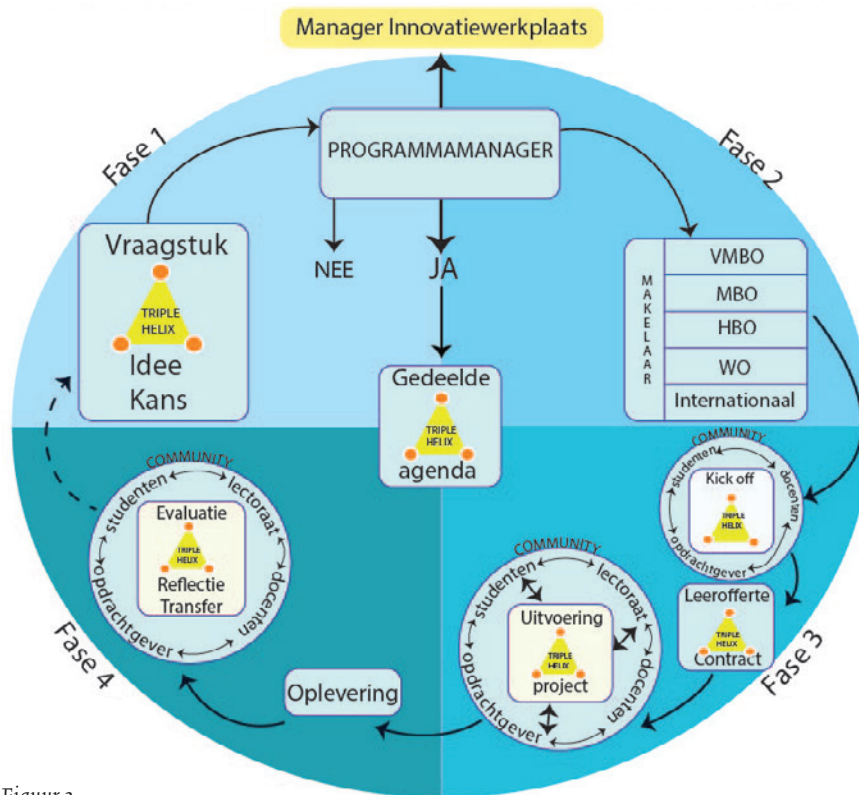 Manager Innovatiewerkplaats
Fase 1
PROGRAMMAMANAGER
Fase 2
Vraagstuk
TRIPLE
HELIX
Idee
Kans
NEE
JA
MAKELAAR
VMBO
MBO
HBO
WO
Internationaal
Gedeelde
TRIPLE
HELIX
agenda
COMMUNITY
studenten
docenten
opdrachtgever
Kick off
TRIPLE
HELIX
Leerofferte
TRIPLE
HELIX
Contract
Fase 3
COMMUNITY
studenten
lectoraat
docenten
opdrachtgever
Uitvoering
TRIPLE
HELIX
project
Oplevering
COMMUNITY
studenten
lectoraat
docenten
opdrachtgever
Evaluatie
TRIPLE
HELIX
Reflectie
Transfer
Fase 4